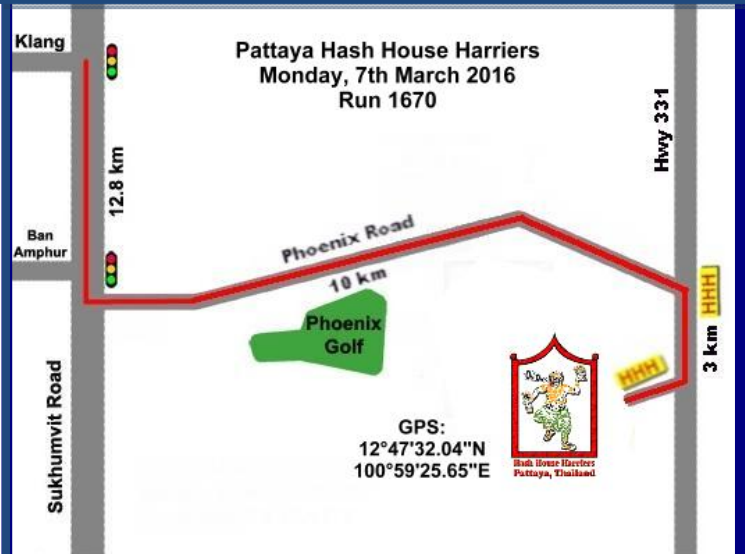 Pattaya Hash House Harriers
Monday, 7th March 2016
Run 1670
Klang
12.8 km
Hwy 331
Ban
Amphur
Phoenix Road
10 km
Phoenix
Golf
HHH
3 km
HHH
Sukhumvit Road
GPS:
12°47'32.04"N
100°59'25.65"E
Hash House Harriers
Pattaya, Thailand